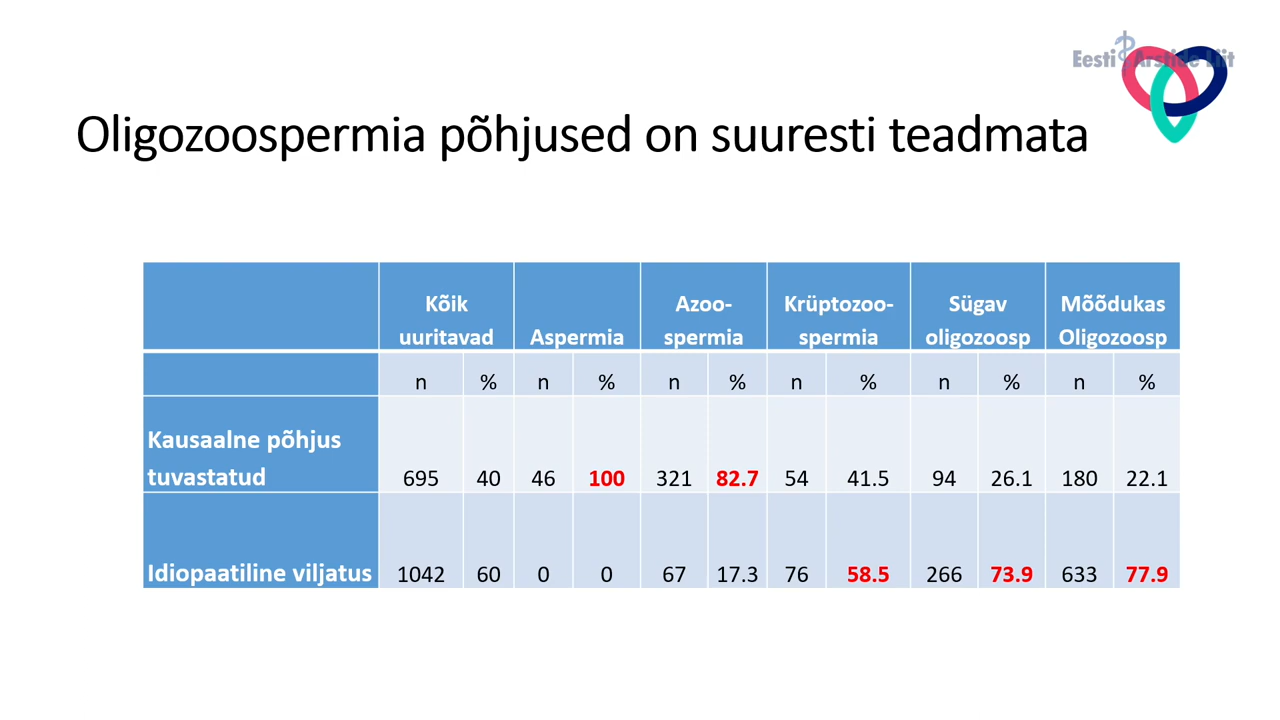 Eesti Arstide Liit
Oligozoospermia põhjused on suuresti teadmata
Kõik uuritavad Aspermia Azoo-spermia Krüptozoo-spermia Sügav oligozoosp Mõõdukas Oligozoosp
n % n % n % n % n % n %
Kausaalne põhjus
tuvastatud 695 40 46 100 321 82.7 54 41.5 94 26.1 180 22.1
Idiopaatiline viljatus 1042 60 0 0 67 17.3 76 58.5 266 73.9 633 77.9